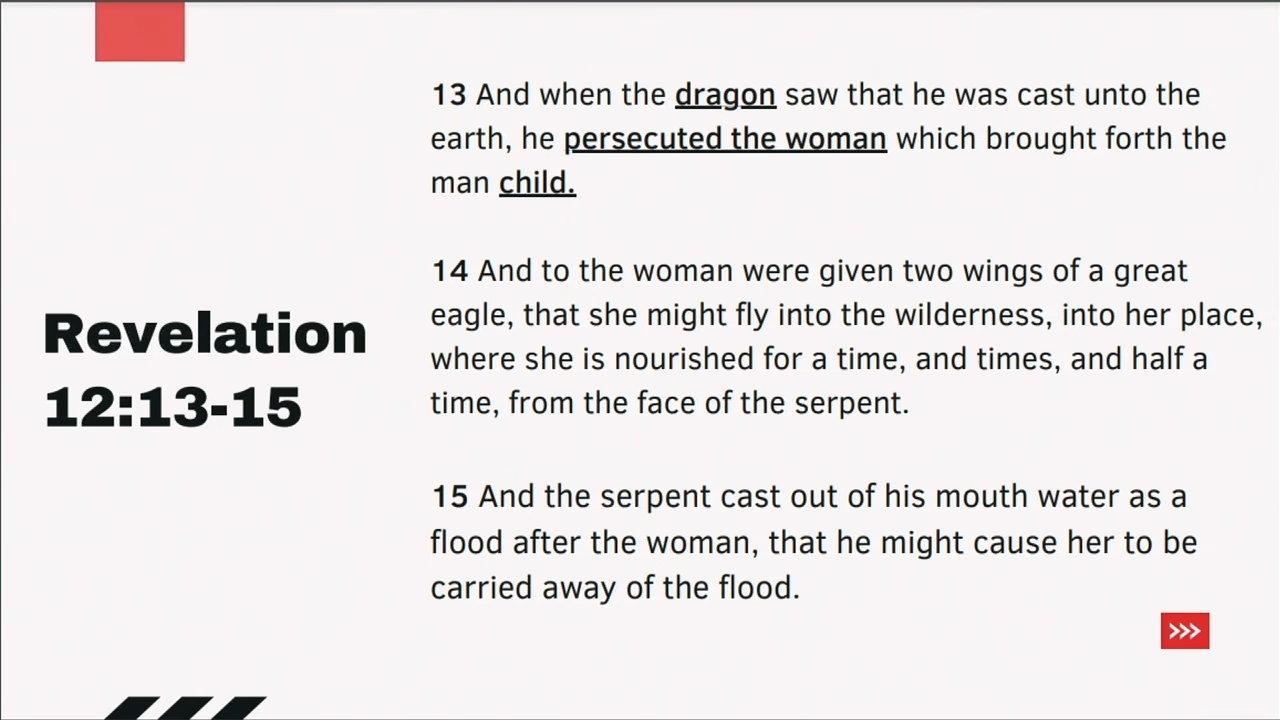 Revelation
12:13-15
13 And when the dragon saw that he was cast unto the
earth, he persecuted the woman which brought forth the
man child.
14 And to the woman were given two wings of a great
eagle, that she might fly into the wilderness, into her place,
where she is nourished for a time, and times, and half a
time, from the face of the serpent.
15 And the serpent cast out of his mouth water as a
flood after the woman, that he might cause her to be
carried away of the flood.